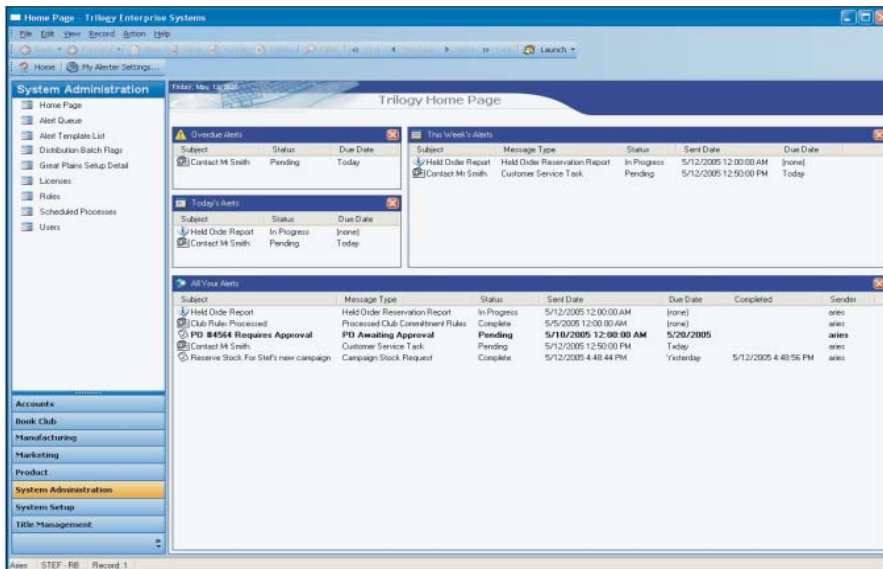 Home Page - Trilogy Enterprise Systems
File Edit View Record Action Help
Launch
Home My Alerter Settings...
System Administration
Home Page
Alert Queue
Alert Template List
Distribution Batch Flags
Great Plains Setup Detail
Licenses
Roles
Scheduled Processes
Users
Accounts
Book Club
Manufacturing
Marketing
Product
System Administration
System Setup
Title Management
Friday, May 13, 2005
Trilogy Home Page
Overdue Alerts
Subject Status Due Date
Contact Mr Smith Pending Today
Today's Alerts
Subject Status Due Date
Held Order Report In Progress (none)
Contact Mr Smith Pending Today
This Week's Alerts
Subject Message Type Status Sent Date Due Date
Held Order Report Held Order Reservation Report In Progress 5/12/2005 12:00:00 AM (none)
Contact Mr Smith Customer Service Task Pending 5/12/2005 12:50:00 PM Today
All Your Alerts
Subject Message Type Status Sent Date Due Date Completed Sender
Held Order Report Held Order Reservation Report In Progress 5/12/2005 12:00:00 AM (none) aries
Club Rules Processed Processed Club Commitment Rules Complete 5/5/2005 12:00:00 AM (none) aries
PO #4564 Requires Approval PO Awaiting Approval Pending 5/10/2005 12:00:00 AM 5/20/2005 aries
Contact Mr Smith Customer Service Task Pending 5/12/2005 12:50:00 PM Today aries
Reserve Stock For Stef's new campaign Campaign Stock Request Complete 5/12/2005 4:48:44 PM Yesterday 5/12/2005 4:48:56 PM aries
Aries STEF - RB Record: 1